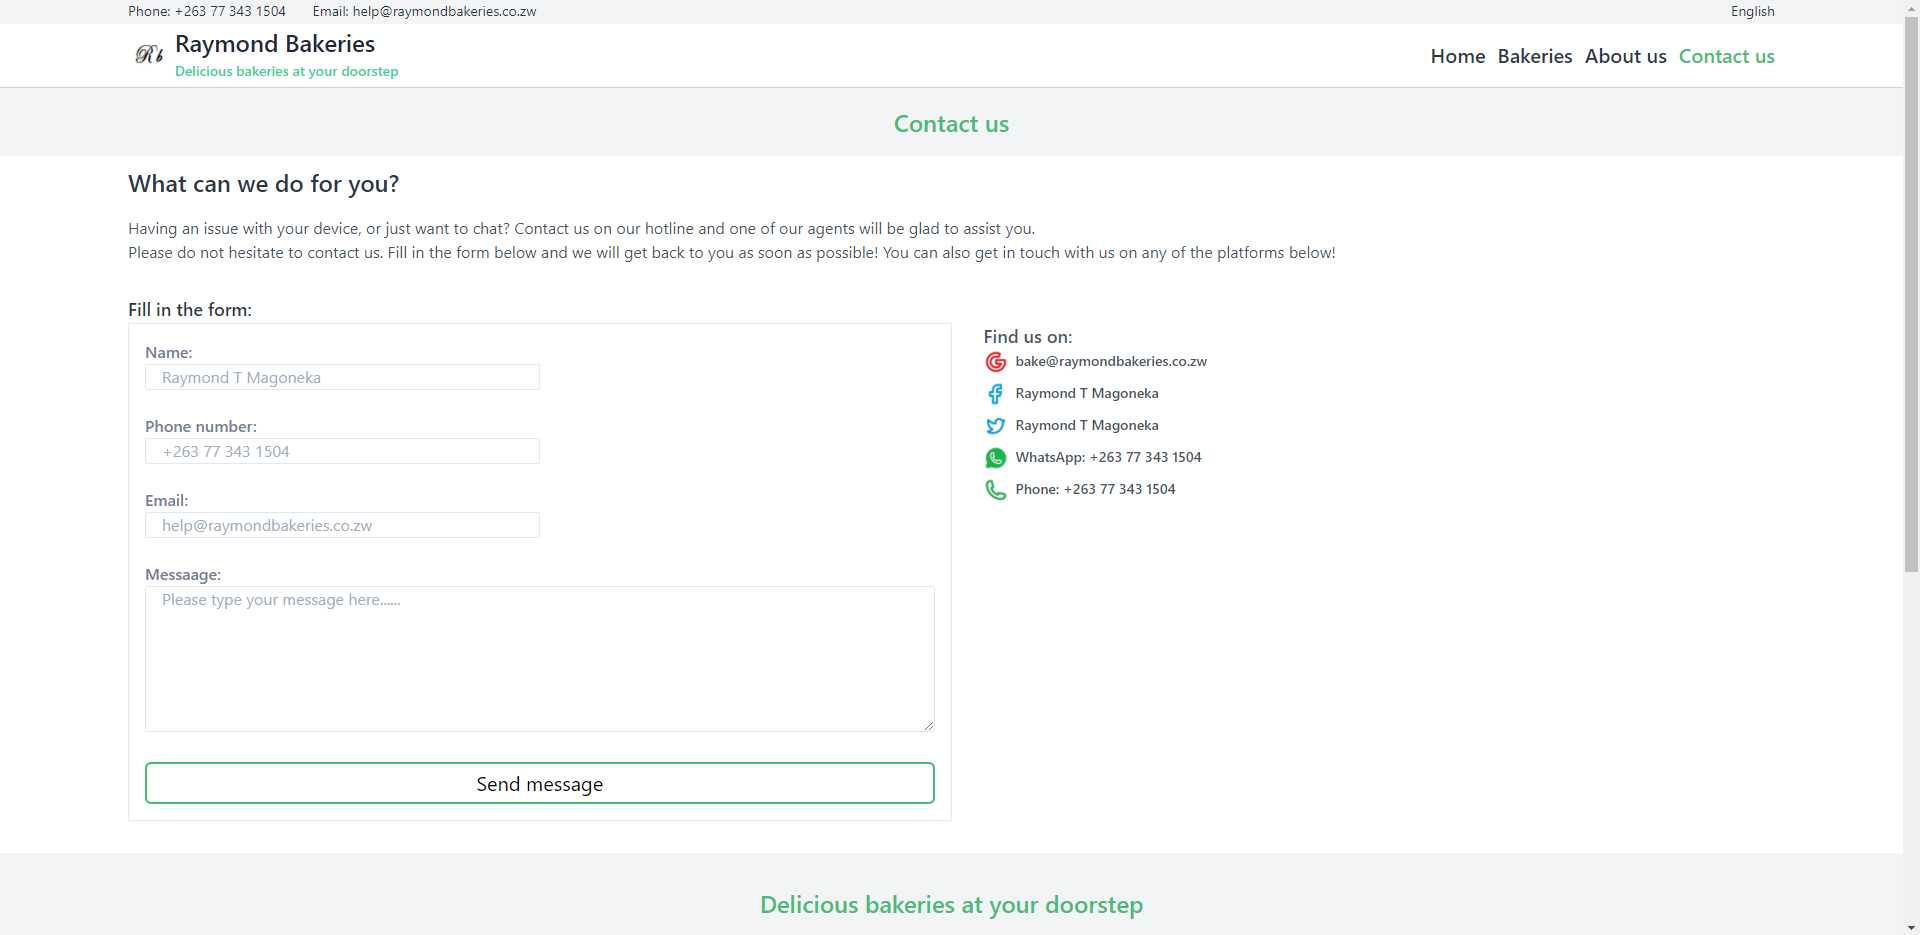 Phone: +263 77 343 1504 Email: help@raymondbakeries.co.zw English
Rb Raymond Bakeries
Delicious bakeries at your doorstep
Home Bakeries About us Contact us
Contact us
What can we do for you?
Having an issue with your device, or just want to chat? Contact us on our hotline and one of our agents will be glad to assist you.
Please do not hesitate to contact us. Fill in the form below and we will get back to you as soon as possible! You can also get in touch with us on any of the platforms below!
Fill in the form:
Name:
Raymond T Magoneka
Phone number:
+263 77 343 1504
Email:
help@raymondbakeries.co.zw
Messaage:
Please type your message here......
Send message
Find us on:
bake@raymondbakeries.co.zw
Raymond T Magoneka
Raymond T Magoneka
WhatsApp: +263 77 343 1504
Phone: +263 77 343 1504
Delicious bakeries at your doorstep